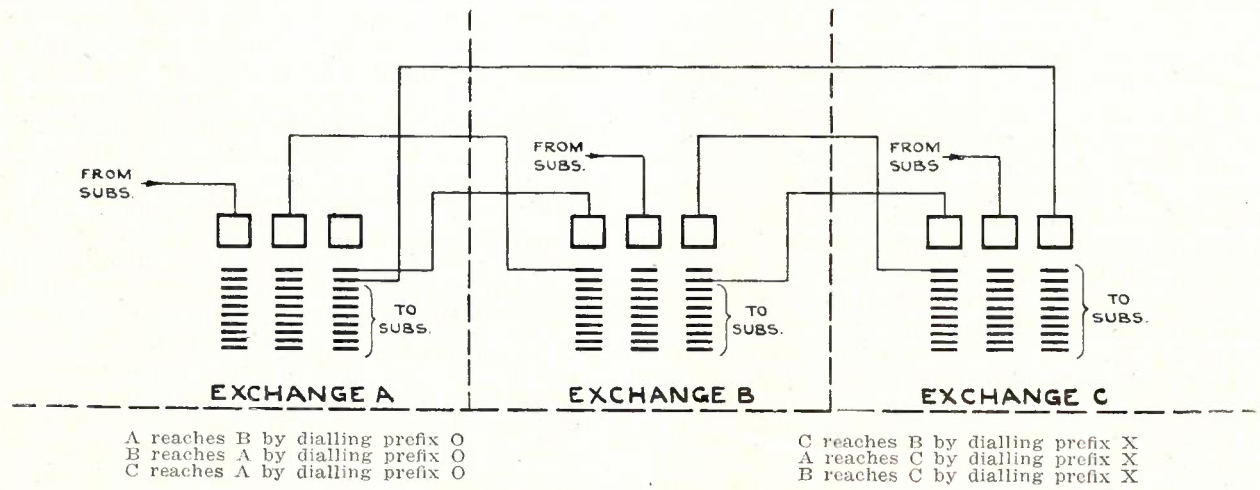 FROM
SUBS.
FROM
SUBS.
FROM
SUBS
TO
SUBS.
TO
SUBS.
TO
SUBS.
EXCHANGE A
EXCHANGE B
EXCHANGE C
A reaches B by dialling prefix O
B reaches A by dialling prefix O
C reaches A by dialling prefix O
C reaches B by dialling prefix X
A reaches C by dialling prefix X
B reaches C by dialling prefix X